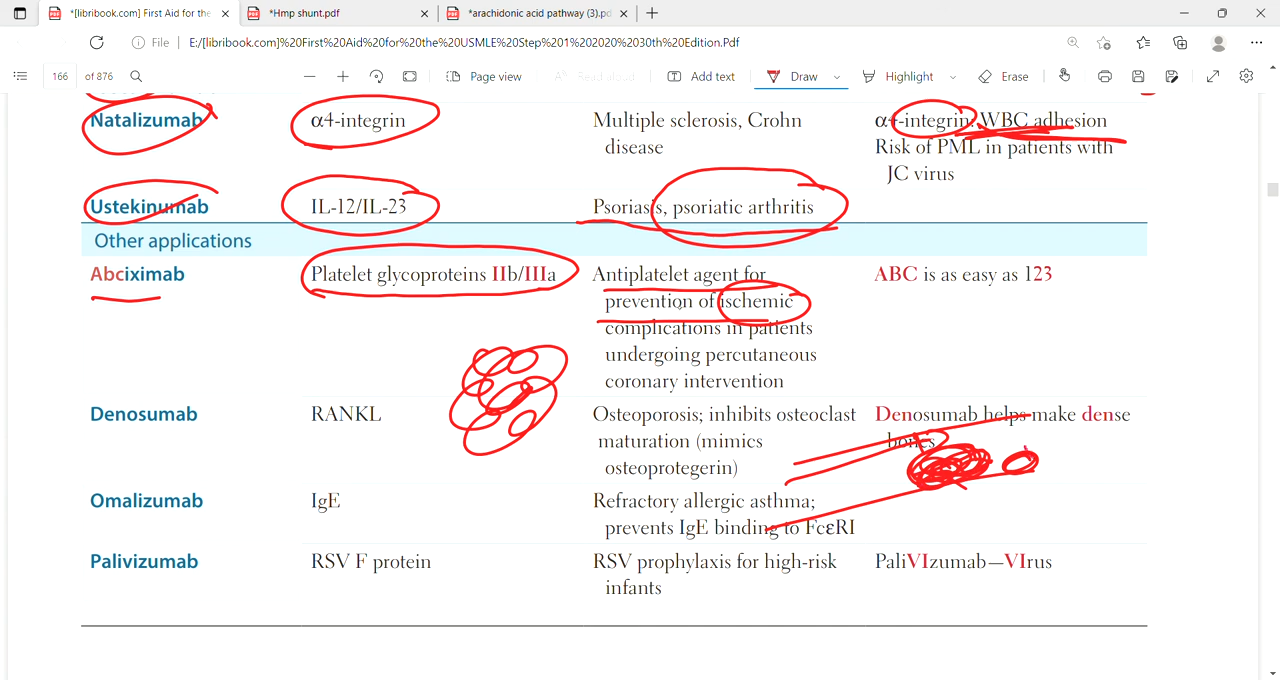 *[libribook.com] First Aid for the
*Hmp shunt.pdf
*arachidonic acid pathway (3).pd
File
E:/[libribook.com]%20First%20Aid%20for%20the%20USMLE%20Step%201%202020%2030th%20Edition.Pdf
166 of 876
Page view
Read aloud
Add text
Draw
Highlight
Erase
Natalizumab α4-integrin Multiple sclerosis, Crohn α4-integrin: WBC adhesion
disease Risk of PML in patients with
JC virus
Ustekinumab IL-12/IL-23 Psoriasis, psoriatic arthritis
Other applications
Abciximab Platelet glycoproteins IIb/IIIa Antiplatelet agent for ABC is as easy as 123
prevention of ischemic
complications in patients
undergoing percutaneous
coronary intervention
Denosumab RANKL Osteoporosis; inhibits osteoclast Denosumab helps make dense
maturation (mimics bones
osteoprotegerin)
Omalizumab IgE Refractory allergic asthma;
prevents IgE binding to FcεRI
Palivizumab RSV F protein RSV prophylaxis for high-risk PaliVIzumab—VIrus
infants